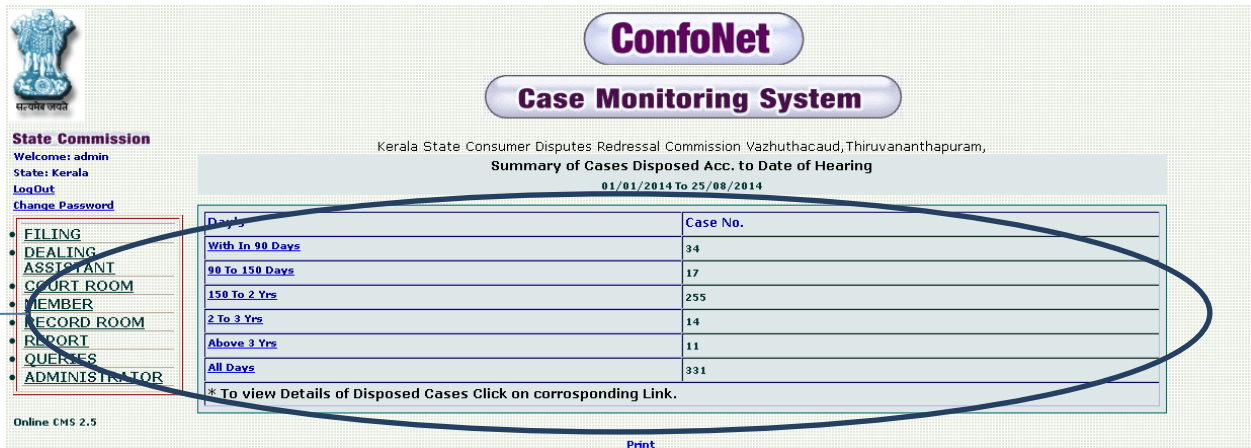 सत्यमेव जयते
ConfoNet
Case Monitoring System
State Commission
Welcome: admin
State: Kerala
LogOut
Change Password
FILING
DEALING
ASSISTANT
COURT ROOM
MEMBER
RECORD ROOM
REPORT
QUERIES
ADMINISTRATOR
Online CMS 2.5
Kerala State Consumer Disputes Redressal Commission Vazhuthacaud,Thiruvananthapuram,
Summary of Cases Disposed Acc. to Date of Hearing
01/01/2014 To 25/08/2014
Day's Case No.
With In 90 Days 34
90 To 150 Days 17
150 To 2 Yrs 255
2 To 3 Yrs 14
Above 3 Yrs 11
All Days 331
* To view Details of Disposed Cases Click on corrosponding Link.
Print